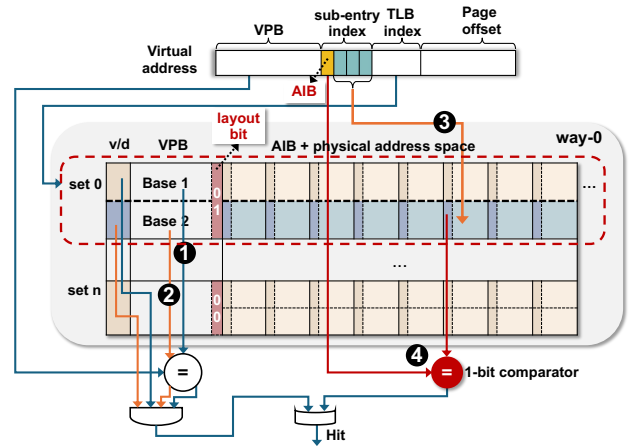 VPB
sub-entry
index
TLB
index
Page
offset
Virtual
address
AIB
3
layout
bit
v/d
VPB
AIB + physical address space
way-0
set 0
Base 1
0
...
Base 2
1
1
...
2
set n
0
0
4
=
=
1-bit comparator
Hit